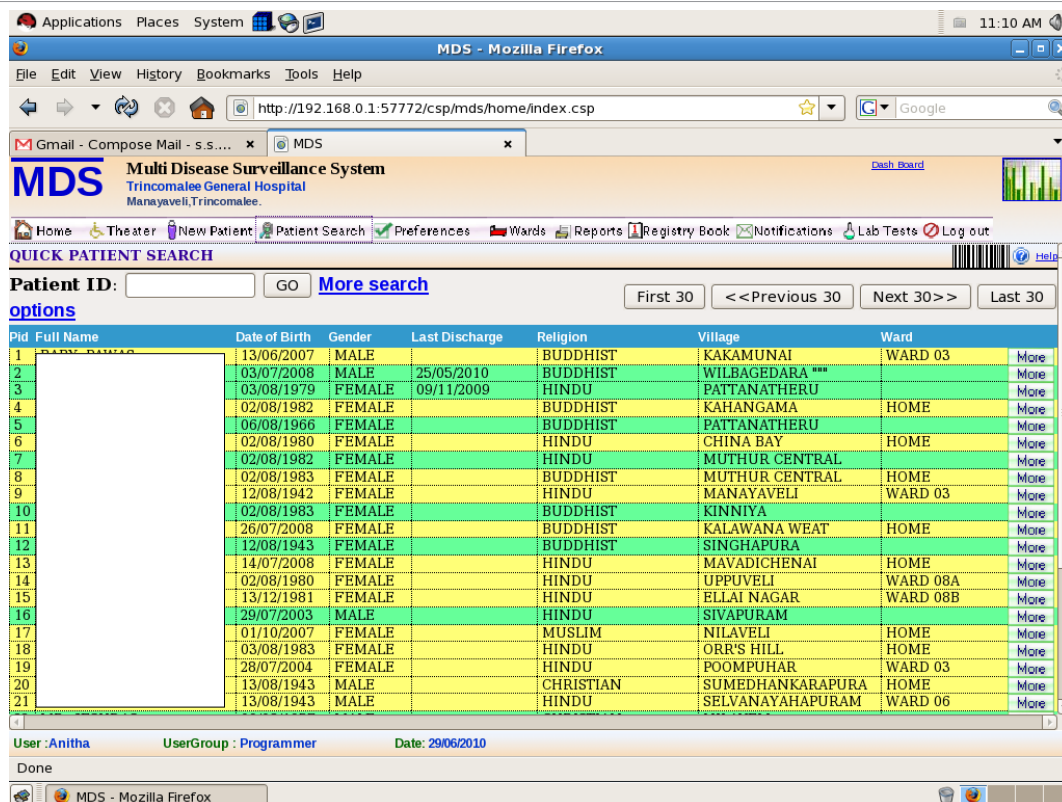 Applications Places System 11:10 AM
MDS - Mozilla Firefox
File Edit View History Bookmarks Tools Help
http://192.168.0.1:57772/csp/mds/home/index.csp G Google
Gmail - Compose Mail - s.s.... MDS
MDS Multi Disease Surveillance System Dash Board
Trincomalee General Hospital
Manayaveli,Trincomalee.
Home Theater New Patient Patient Search Preferences Wards Reports Registry Book Notifications Lab Tests Log out
QUICK PATIENT SEARCH Help
Patient ID: GO More search options First 30 <<Previous 30 Next 30>> Last 30
Pid Full Name Date of Birth Gender Last Discharge Religion Village Ward
1 13/06/2007 MALE BUDDHIST KAKAMUNAI WARD 03 More
2 03/07/2008 MALE 25/05/2010 BUDDHIST WILBAGEDARA """ More
3 03/08/1979 FEMALE 09/11/2009 HINDU PATTANATHERU More
4 02/08/1982 FEMALE BUDDHIST KAHANGAMA HOME More
5 06/08/1966 FEMALE BUDDHIST PATTANATHERU More
6 02/08/1980 FEMALE HINDU CHINA BAY HOME More
7 02/08/1982 FEMALE HINDU MUTHUR CENTRAL More
8 02/08/1983 FEMALE BUDDHIST MUTHUR CENTRAL HOME More
9 12/08/1942 FEMALE HINDU MANAYAVELI WARD 03 More
10 02/08/1983 FEMALE BUDDHIST KINNIYA More
11 26/07/2008 FEMALE BUDDHIST KALAWANA WEAT HOME More
12 12/08/1943 FEMALE BUDDHIST SINGHAPURA More
13 14/07/2008 FEMALE HINDU MAVADICHENAI HOME More
14 02/08/1980 FEMALE HINDU UPPUVELI WARD 08A More
15 13/12/1981 FEMALE HINDU ELLAI NAGAR WARD 08B More
16 29/07/2003 MALE HINDU SIVAPURAM More
17 01/10/2007 FEMALE MUSLIM NILAVELI HOME More
18 03/08/1983 FEMALE HINDU ORR'S HILL HOME More
19 28/07/2004 FEMALE HINDU POOMPUHAR WARD 03 More
20 13/08/1943 MALE CHRISTIAN SUMEDHANKARAPURA HOME More
21 13/08/1943 MALE HINDU SELVANAYAHAPURAM WARD 06 More
User :Anitha UserGroup : Programmer Date: 29/06/2010
Done
MDS - Mozilla Firefox